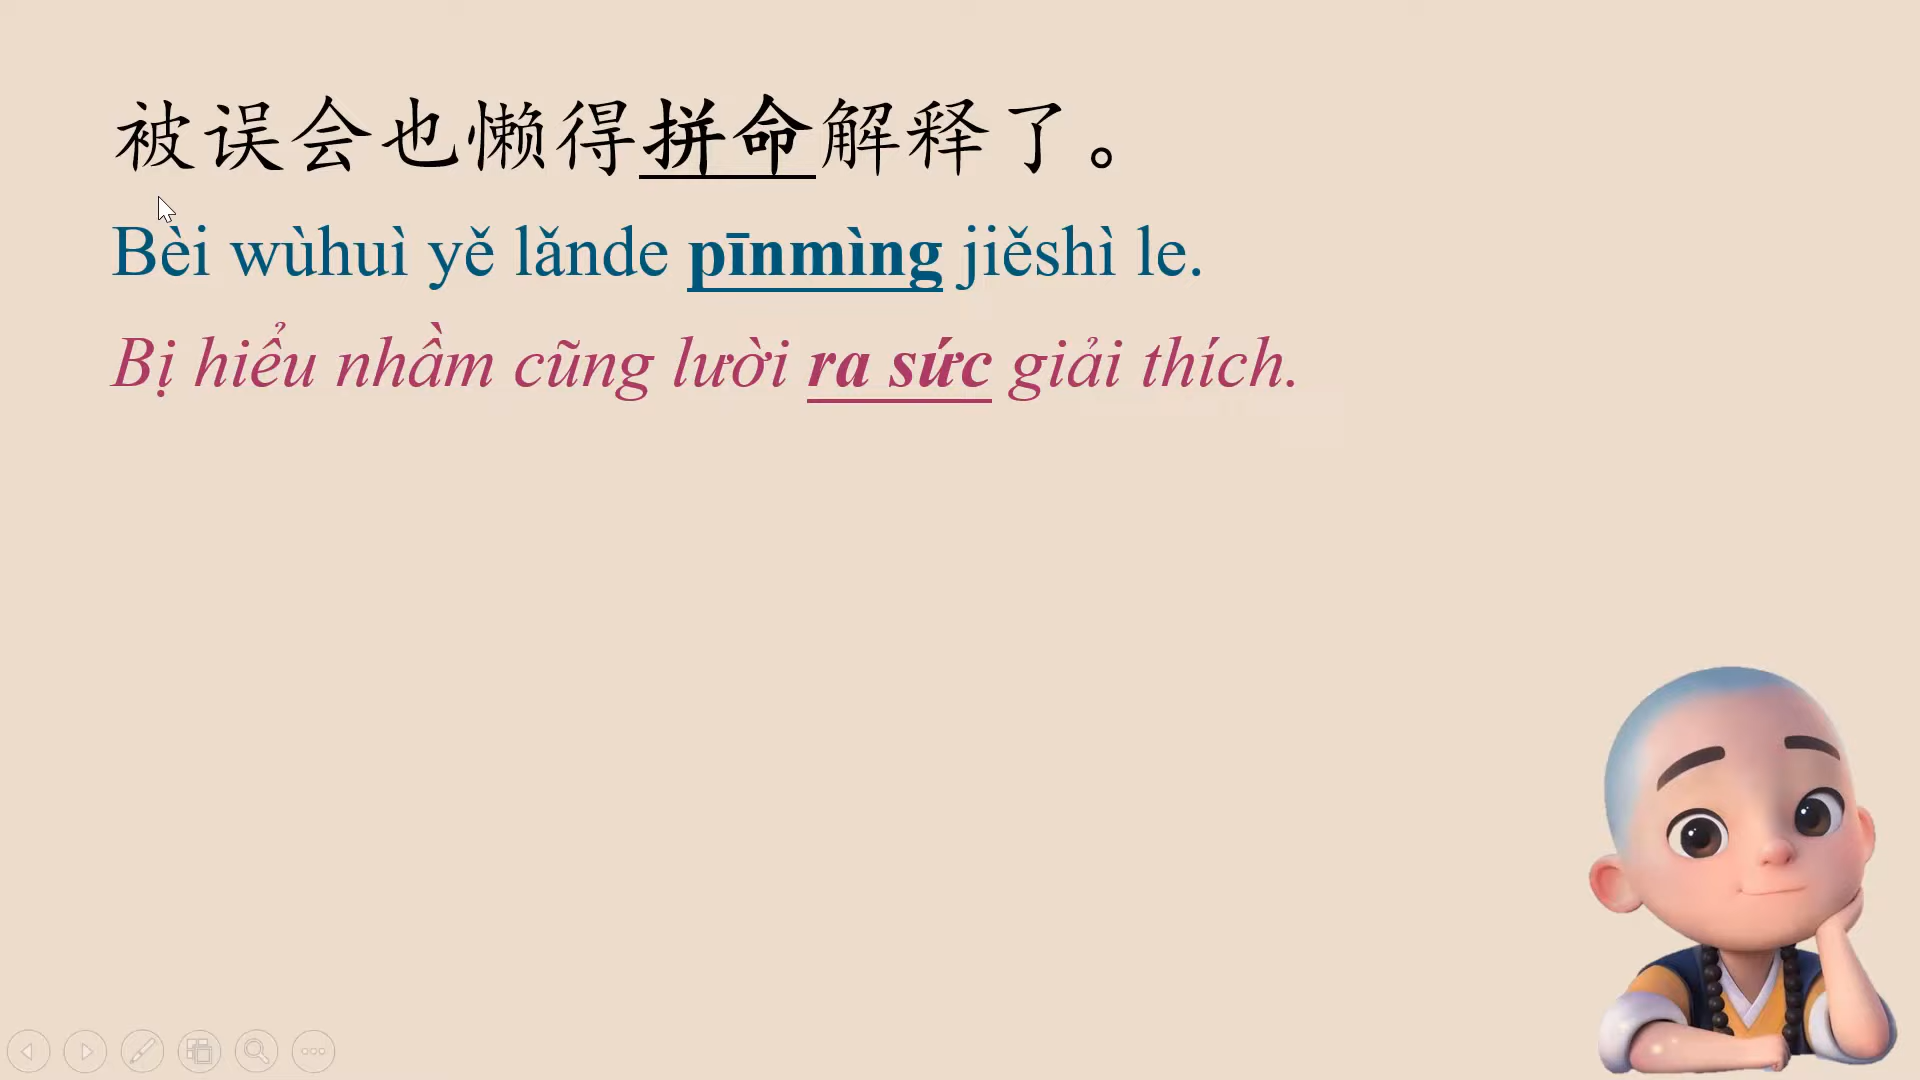 被误会也懒得拼命解释了。
Bèi wùhuì yě lǎnde pīnmìng jiěshì le.
Bị hiểu nhầm cũng lười ra sức giải thích.